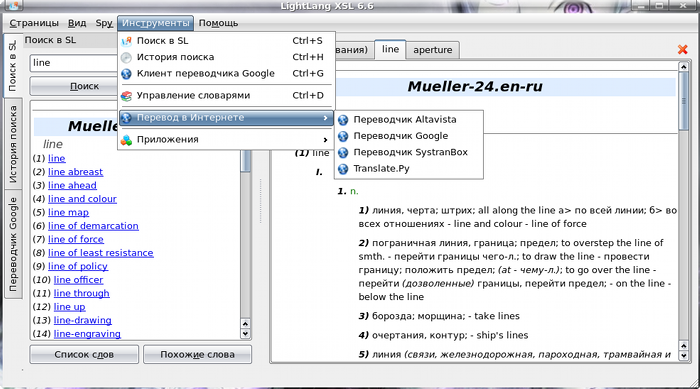 LightLang XSL 6.6
Страницы Вид Spy Инструменты Помощь
Поиск в SL
line
Поиск
Поиск в SL
История поиска
Переводчик Google
Поиск в SL Ctrl+S
История поиска Ctrl+H
Клиент переводчика Google Ctrl+G
Управление словарями Ctrl+D
Перевод в Интернете
Приложения
Переводчик Altavista
Переводчик Google
Переводчик SystranBox
Translate.Py
вания)
line
aperture
Muelle
line
(1) line
(2) line abreast
(3) line ahead
(4) line and colour
(5) line map
(6) line of demarcation
(7) line of force
(8) line of least resistance
(9) line of policy
(10) line officer
(11) line through
(12) line up
(13) line-drawing
(14) line-engraving
Список слов
Похожие слова
Mueller-24.en-ru
(1) line
I.
1. n.
1) линия, черта; штрих; all along the line а> по всей линии; б> во
всех отношениях - line and colour - line of force
2) пограничная линия, граница; предел; to overstep the line of
smth. - перейти границы чего-л.; to draw the line - провести
границу; положить предел; (at - чему-л.); to go over the line -
перейти (дозволенные) границы, перейти предел; - on the line -
below the line
3) борозда; морщина; - take lines
4) очертания, контур; - ship's lines
5) линия (связи, железнодорожная, пароходная, трамвайная и